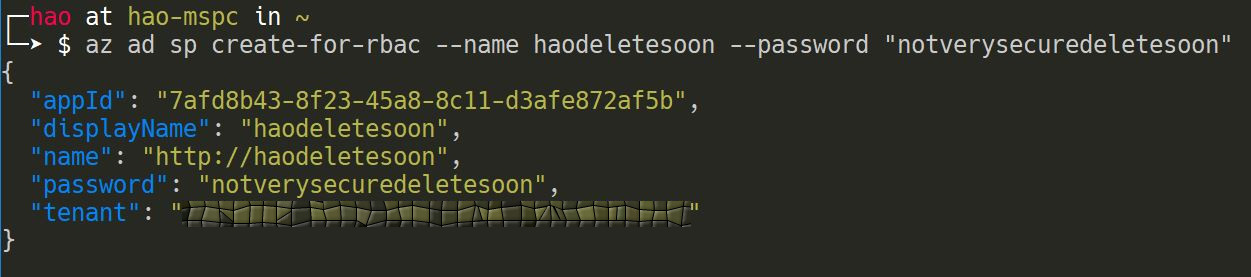 ┌─hao at hao-mspc in ~
└─➤ $ az ad sp create-for-rbac --name haodeletesoon --password "notverysecuredeletesoon"
{
  "appId": "7afd8b43-8f23-45a8-8c11-d3afe872af5b",
  "displayName": "haodeletesoon",
  "name": "http://haodeletesoon",
  "password": "notverysecuredeletesoon",
  "tenant": ""
}